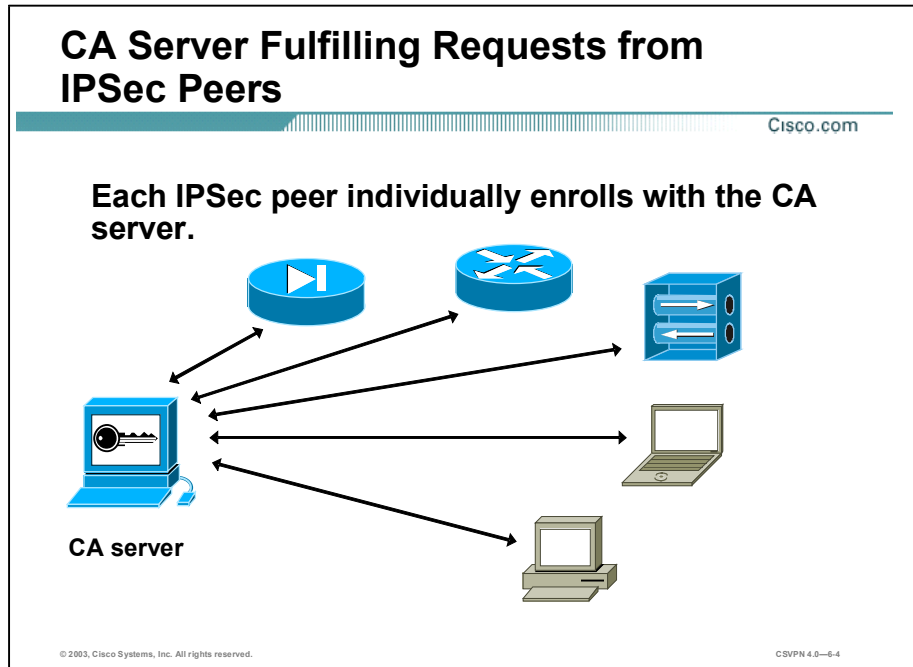 CA Server Fulfilling Requests from
IPSec Peers
Cisco.com
Each IPSec peer individually enrolls with the CA
server.
CA server
© 2003, Cisco Systems, Inc. All rights reserved.
CSVPN 4.0—6-4